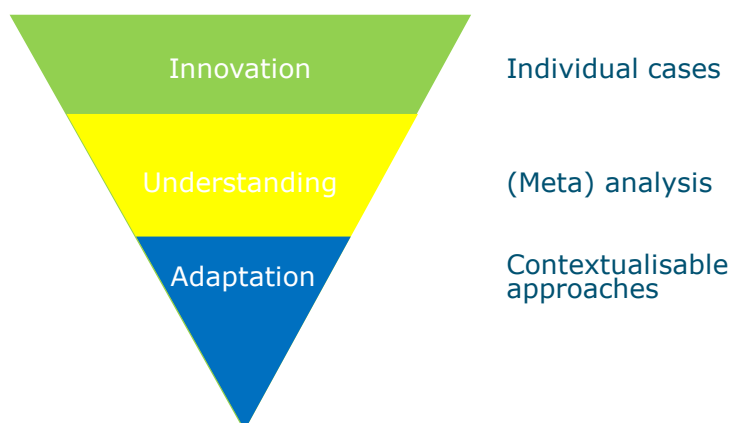 Innovation
Individual cases
Understanding
(Meta) analysis
Adaptation
Contextualisable
approaches